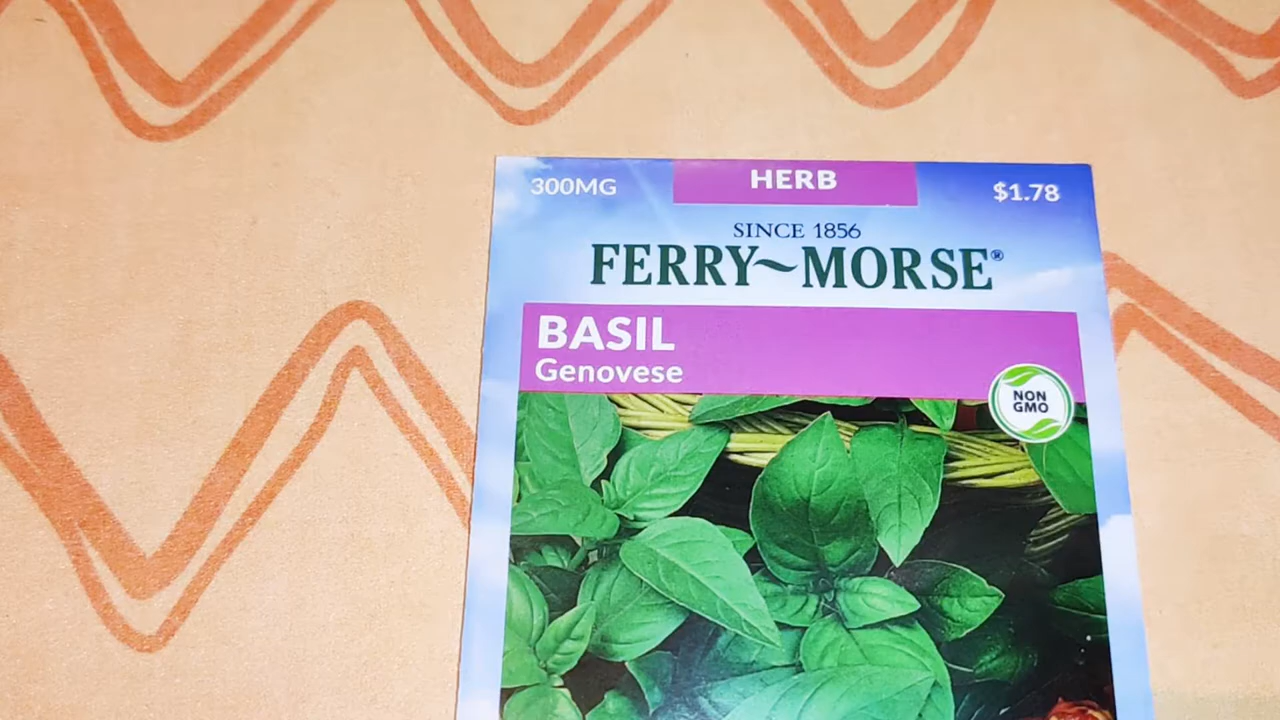 300MG
HERB
$1.78
SINCE 1856
FERRY~MORSE®
BASIL
Genovese
NON
GMO